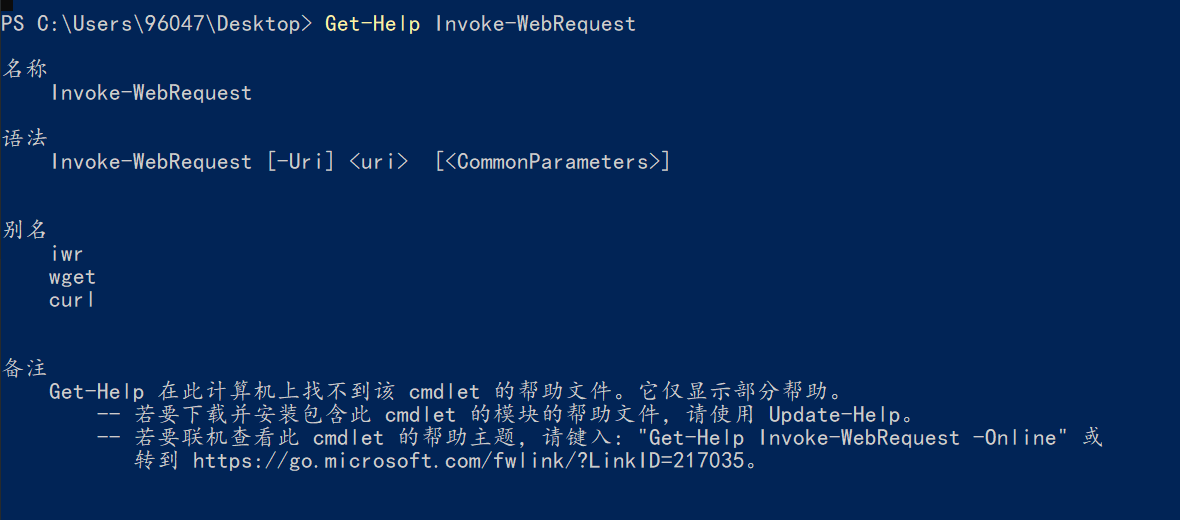 PS C:\Users\96047\Desktop> Get-Help Invoke-WebRequest
名称
Invoke-WebRequest
语法
Invoke-WebRequest [-Uri] <uri>  [<CommonParameters>]
别名
iwr
wget
curl
备注
Get-Help 在此计算机上找不到该 cmdlet 的帮助文件。它仅显示部分帮助。
-- 若要下载并安装包含此 cmdlet 的模块的帮助文件，请使用 Update-Help。
-- 若要联机查看此 cmdlet 的帮助主题，请键入: "Get-Help Invoke-WebRequest -Online" 或
转到 https://go.microsoft.com/fwlink/?LinkID=217035。